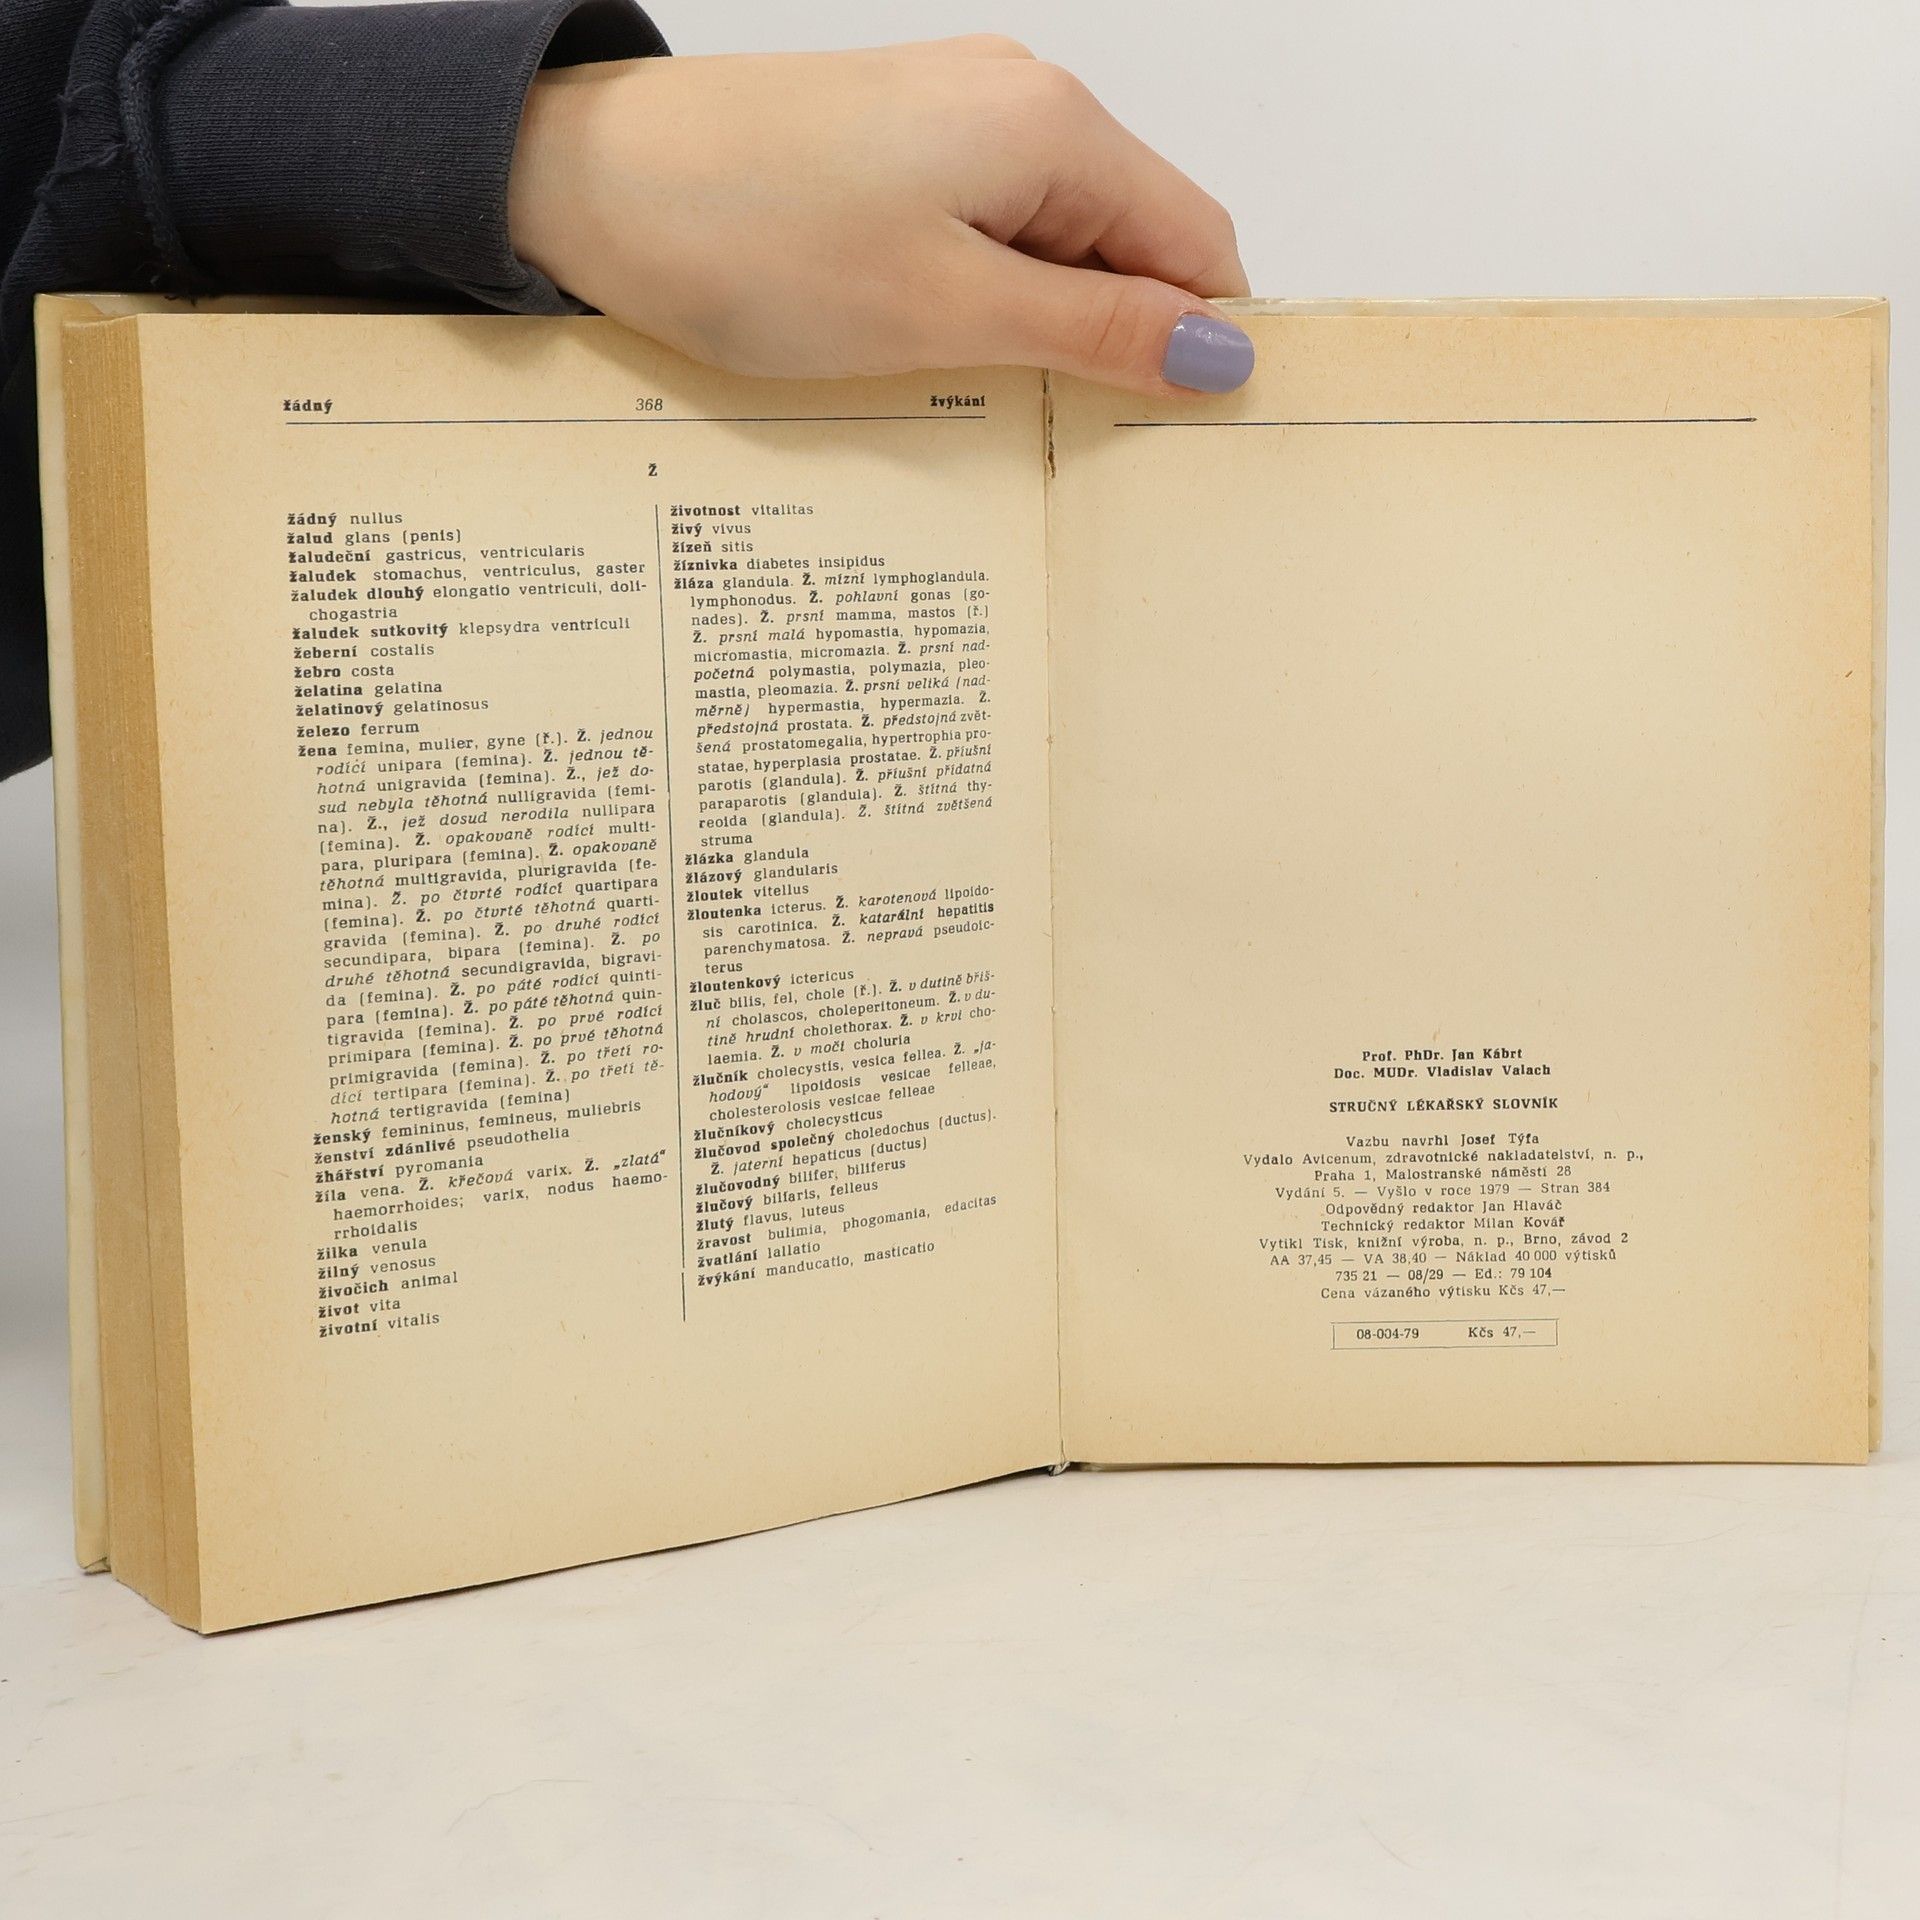 žádný 368 žvýkání
Ž
žádný nullus
žalud glans (penis)
žaludeční gastricus, ventricularis
žaludek stomachus, ventriculus, gaster
žaludek dlouhý elongatio ventriculi, doli-
chogastria
žaludek sutkovitý klepsydra ventriculi
žeberní costalis
žebro costa
želatina gelatina
želatinový gelatinosus
železo ferrum
žena femina, mulier, gyne (ř.). Ž. jednou
rodící unipara (femina). Ž. jednou tě-
hotná unigravida (femina). Ž., jež do-
sud nebyla těhotná nulligravida (femi-
na). Ž., jež dosud nerodila nullipara
(femina). Ž. opakovaně rodící multi-
para, pluripara (femina). Ž. opakovaně
těhotná multigravida, plurigravida (fe-
mina). Ž. po čtvrté rodící quartipara
(femina). Ž. po čtvrté těhotná quarti-
gravida (femina). Ž. po druhé rodící
secundipara, bipara (femina). Ž. po
druhé těhotná secundigravida, bigravi-
da (femina). Ž. po páté rodící quinti-
para (femina). Ž. po páté těhotná quin-
tigravida (femina). Ž. po prvé rodící
primipara (femina). Ž. po prvé těhotná
primigravida (femina). Ž. po třetí ro-
dící tertipara (femina). Ž. po třetí tě-
hotná tertigravida (femina)
ženský femininus, femineus, muliebris
ženství zdánlivé pseudothelia
žhářství pyromania
žíla vena. Ž. křečová varix. Ž. „zlatá“
haemorrhoides; varix, nodus haemo-
rrhoidalis
žilka venula
žilný venosus
živočich animal
život vita
životní vitalis
životnost vitalitas
živý vivus
žízeň sitis
žíznivka diabetes insipidus
žláza glandula. Ž. mízní lymphoglandula.
lymphonodus. Ž. pohlavní gonas (go-
nades). Ž. prsní mamma, mastos (ř.)
Ž. prsní malá hypomastia, hypomazia,
micromastia, micromazia. Ž. prsní nad-
početná polymastia, polymazia, pleo-
mastia, pleomazia. Ž. prsní veliká (nad-
měrně) hypermastia, hypermazia. Ž.
předstojná prostata. Ž. předstojná zvět-
šená prostatomegalia, hypertrophia pro-
statae, hyperplasia prostatae. Ž. příušní
parotis (glandula). Ž. příušní přídatná
paraparotis (glandula). Ž. štítná thy-
reoida (glandula). Ž. štítná zvětšená
struma
žlázka glandula
žlázový glandularis
žloutek vitellus
žloutenka icterus. Ž. karotenová lipoido-
sis carotinica. Ž. katarální hepatitis
parenchymatosa. Ž. nepravá pseudoic-
terus
žloutenkový ictericus
žluč bilis, fel, chole (ř.). Ž. v dutině břiš-
ní cholascos, choleperitoneum. Ž. v du-
tině hrudní cholethorax. Ž. v krvi cho-
laemia. Ž. v moči choluria
žlučník cholecystis, vesica fellea. Ž. „ja-
hodový“ lipoidosis vesicae felleae,
cholesterolosis vesicae felleae
žlučníkový cholecysticus
žlučovod společný choledochus (ductus).
Ž. jaterní hepaticus (ductus)
žlučovodný bilifer, biliferus
žlučový biliaris, felleus
žlutý flavus, luteus
žravost bulimia, phogomania, edacitas
žvatlání lallatio
žvýkání manducatio, masticatio
Prof. PhDr. Jan Kábrt
Doc. MUDr. Vladislav Valach
STRUČNÝ LÉKAŘSKÝ SLOVNÍK
Vazbu navrhl Josef Týfa
Vydalo Avicenum, zdravotnické nakladatelství, n. p.,
Praha 1, Malostranské náměstí 28
Vydání 5. — Vyšlo v roce 1979 — Stran 384
Odpovědný redaktor Jan Hlaváč
Technický redaktor Milan Kovář
Vytikl Tisk, knižní výroba, n. p., Brno, závod 2
AA 37,45 — VA 38,40 — Náklad 40 000 výtisků
735 21 — 08/29 — Ed.: 79 104
Cena vázaného výtisku Kčs 47,—
08-004-79 Kčs 47,—